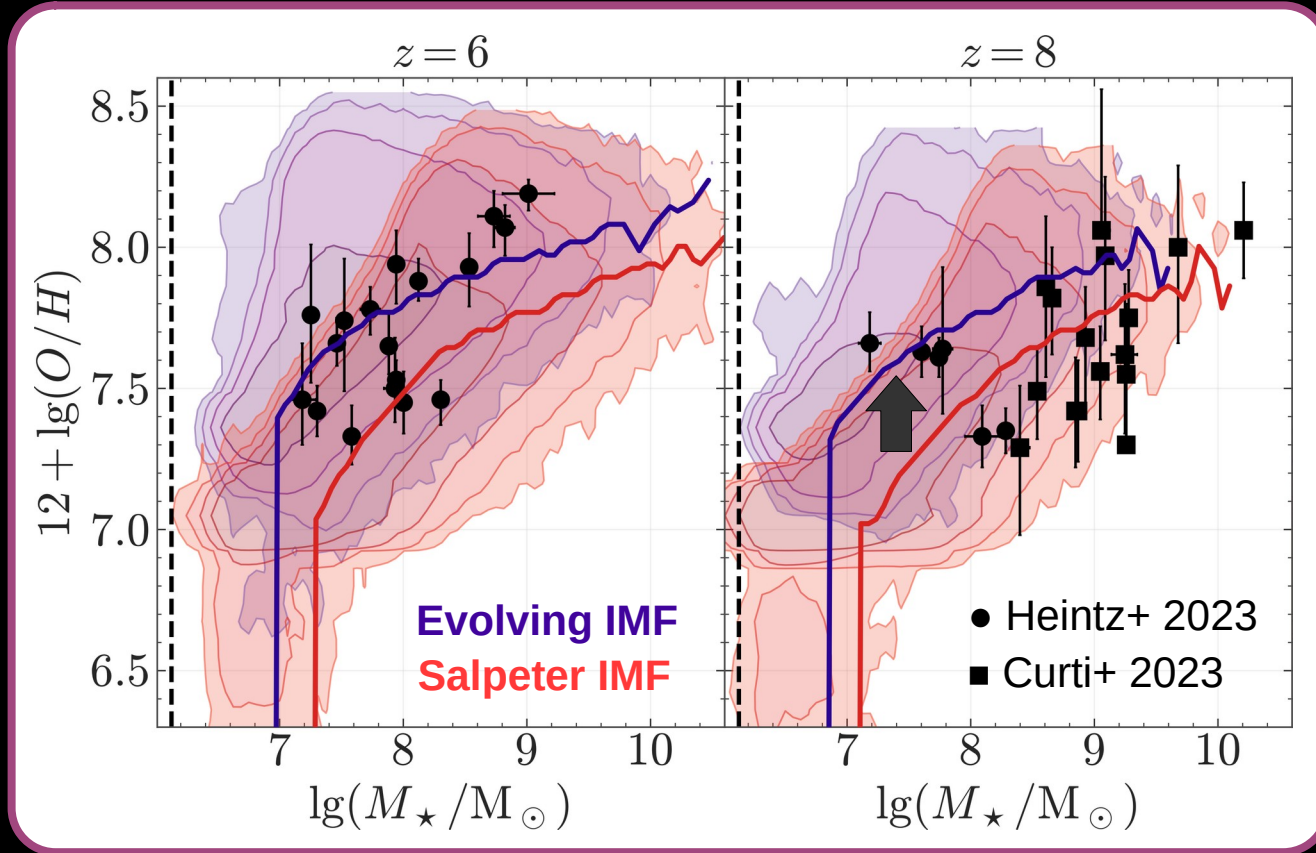 z = 6
z = 8
8.5
8.0
7.5
7.0
6.5
12 + lg(O/H)
Evolving IMF
Salpeter IMF
Heintz+ 2023
Curti+ 2023
7 8 9 10
7 8 9 10
lg(M⋆/M⊙)
lg(M⋆/M⊙)